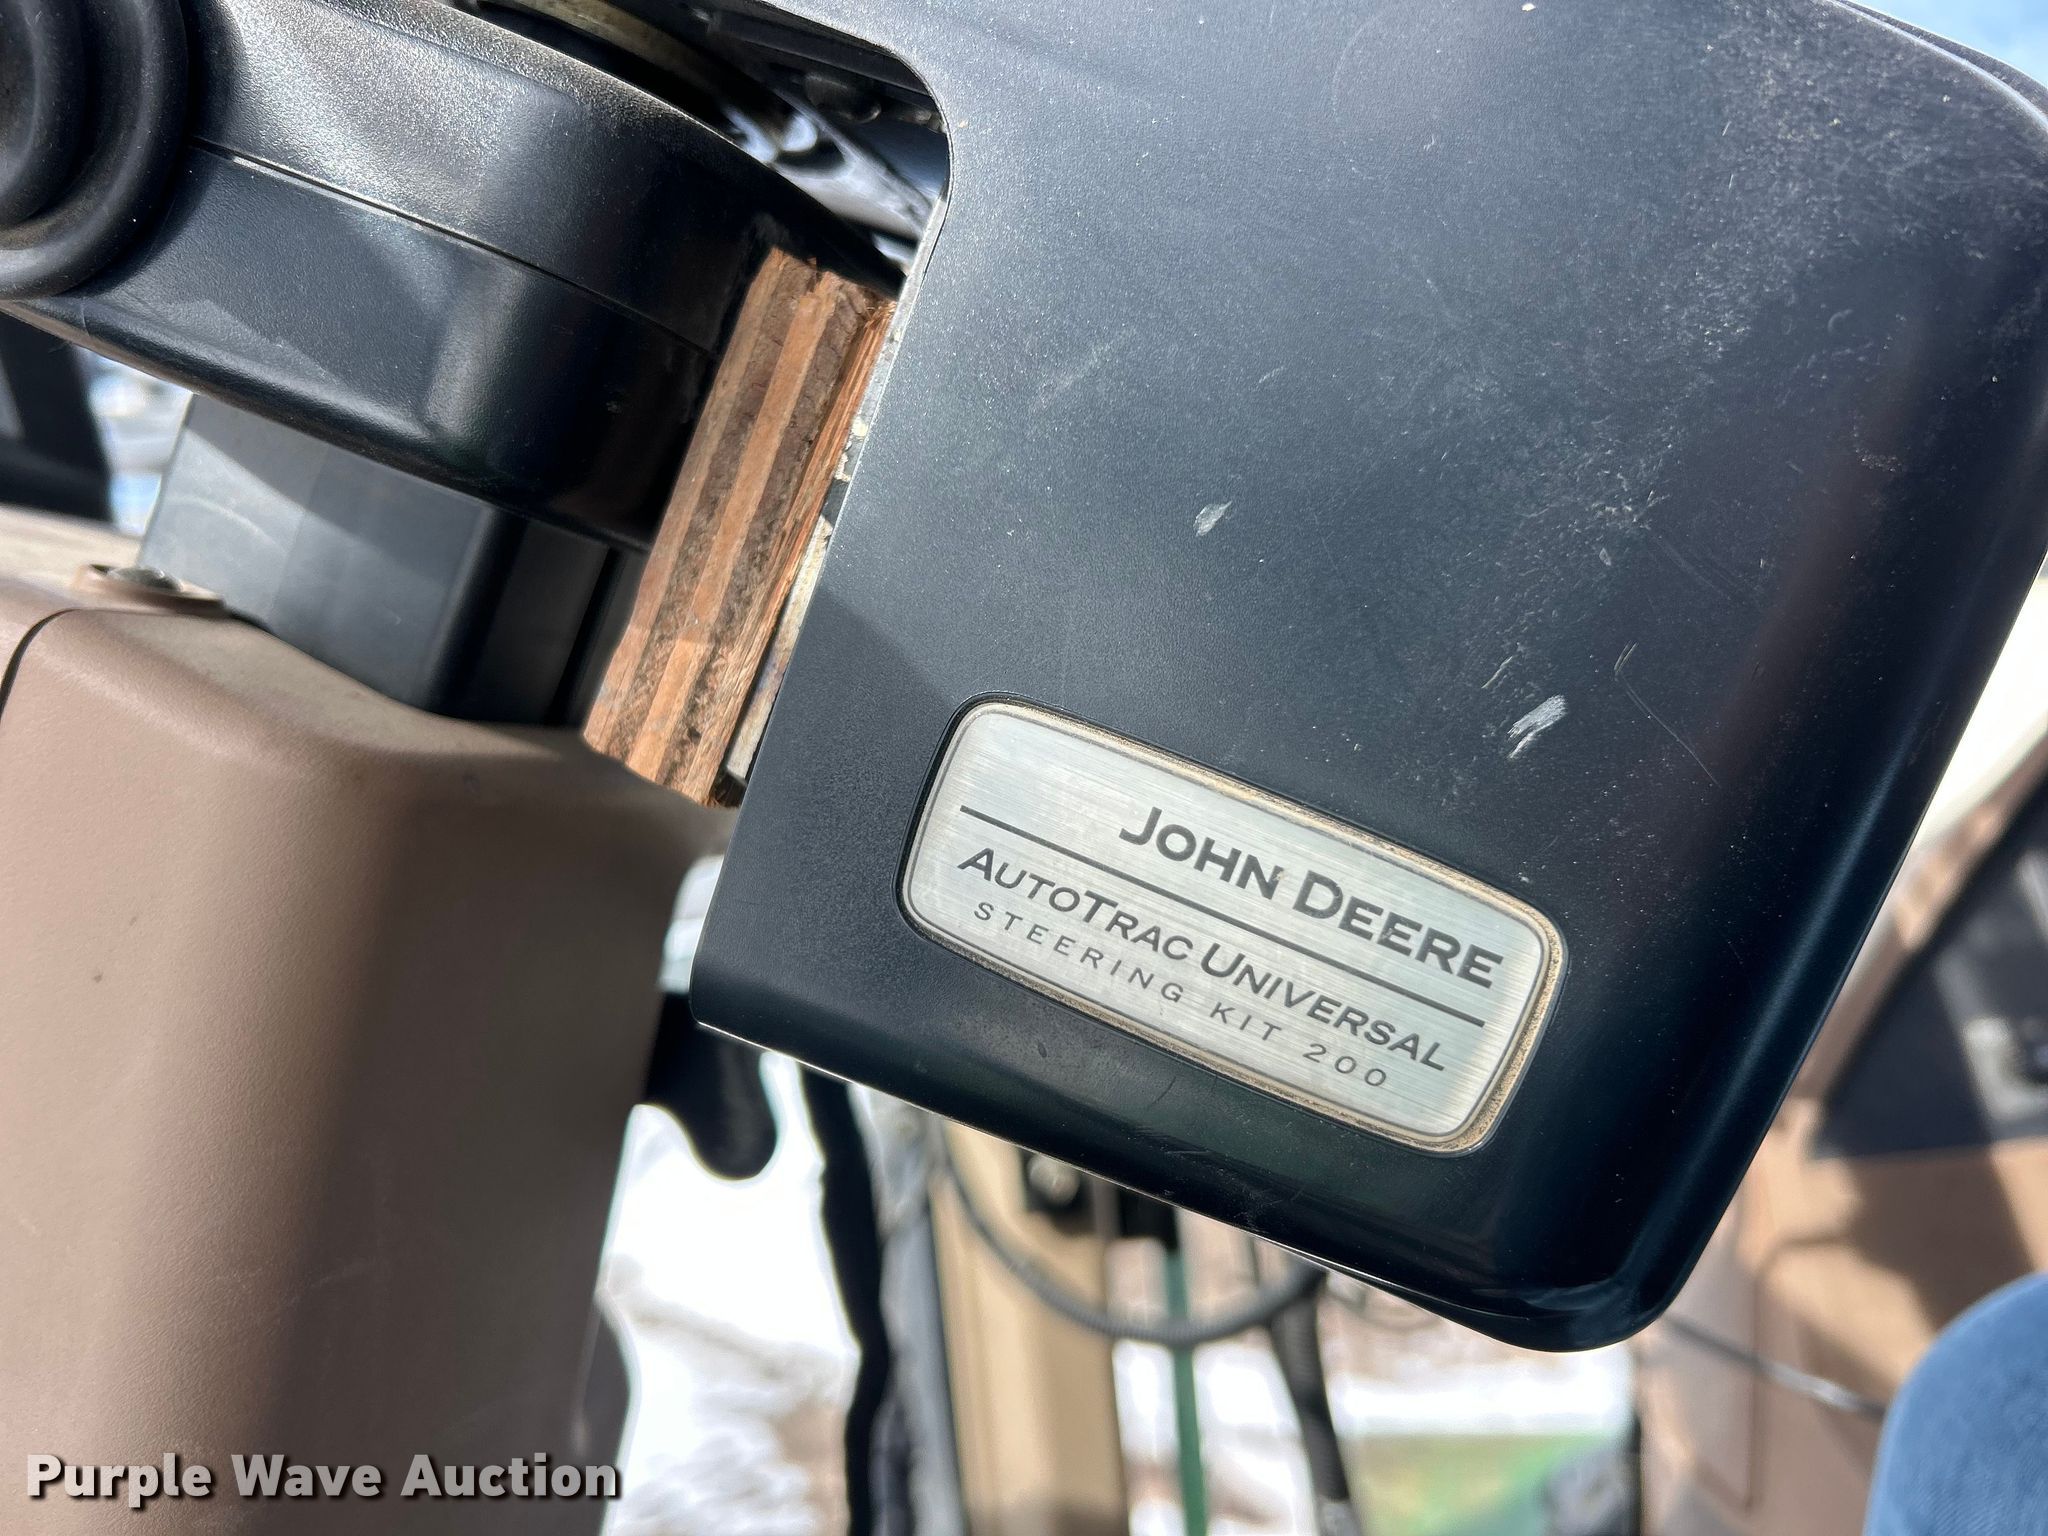 JOHN DEERE
AUTOTRAC UNIVERSAL
STEERING KIT 200
Purple Wave Auction